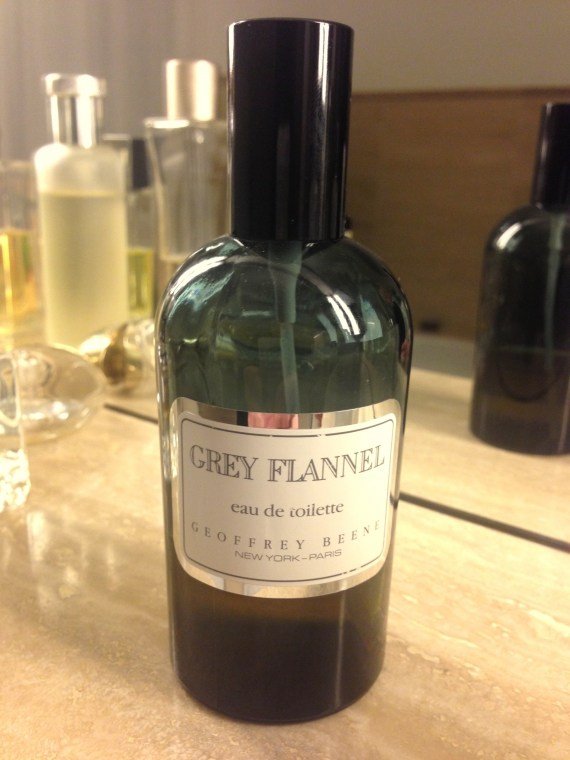 GREY FLANNEL
eau de toilette
GEOFFREY BEENE
NEW YORK–PARIS